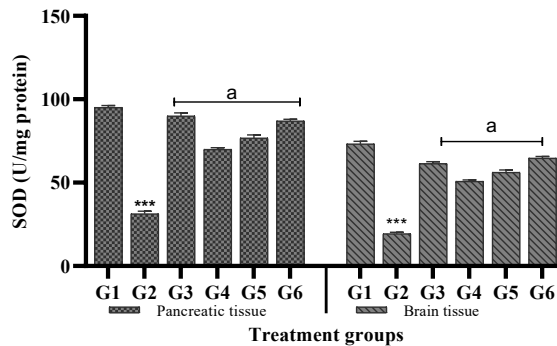 150
100
50
0
SOD (U/mg protein)
a
a
***
***
G1 G2 G3 G4 G5 G6 G1 G2 G3 G4 G5 G6
Pancreatic tissue Brain tissue
Treatment groups